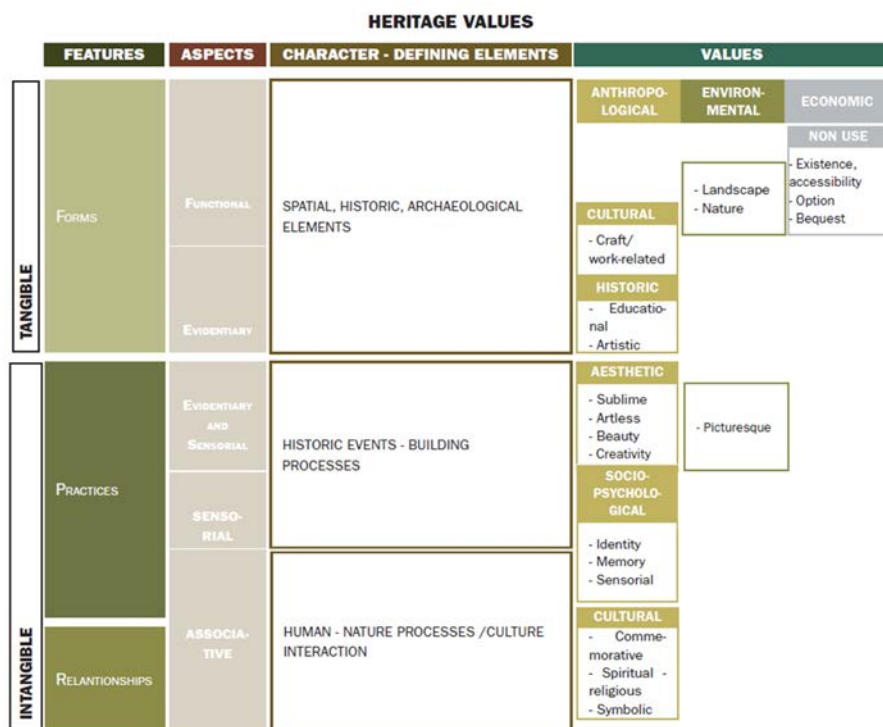 HERITAGE VALUES
FEATURES
ASPECTS
CHARACTER - DEFINING ELEMENTS
VALUES
TANGIBLE
FORMS
FUNCTIONAL
EVIDENTIARY
SPATIAL, HISTORIC, ARCHAEOLOGICAL
ELEMENTS
ANTHROPO-
LOGICAL
ENVIRON-
MENTAL
ECONOMIC
NON USE
- Existence,
accessibility
- Option
- Bequest
- Landscape
- Nature
CULTURAL
- Craft/
work-related
HISTORIC
- Educatio-
nal
- Artistic
INTANGIBLE
PRACTICES
RELANTIONSHIPS
EVIDENTIARY
AND
SENSORIAL
SENSO-
RIAL
ASSOCIA-
TIVE
HISTORIC EVENTS - BUILDING
PROCESSES
HUMAN - NATURE PROCESSES /CULTURE
INTERACTION
AESTHETIC
- Sublime
- Artless
- Beauty
- Creativity
- Picturesque
SOCIO-
PSYCHOLO-
GICAL
- Identity
- Memory
- Sensorial
CULTURAL
- Comme-
morative
- Spiritual -
religious
- Symbolic